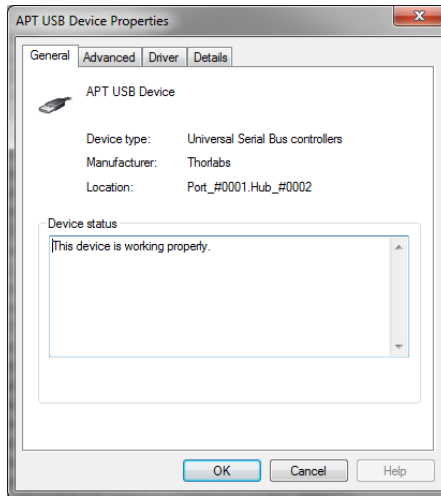 APT USB Device Properties
General Advanced Driver Details
APT USB Device
Device type: Universal Serial Bus controllers
Manufacturer: Thorlabs
Location: Port_#0001.Hub_#0002
Device status
This device is working properly.
OK Cancel Help